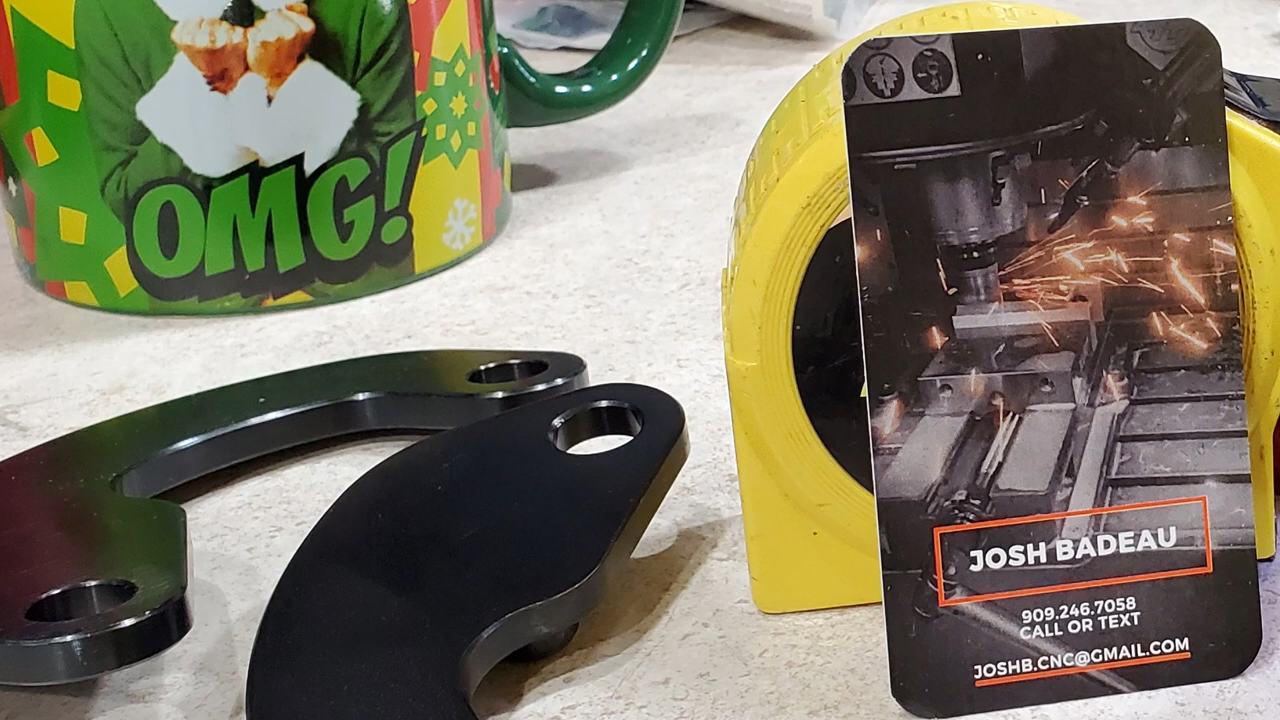 OMG!
JOSH BADEAU
909.246.7058
CALL OR TEXT
JOSHB.CNC@GMAIL.COM